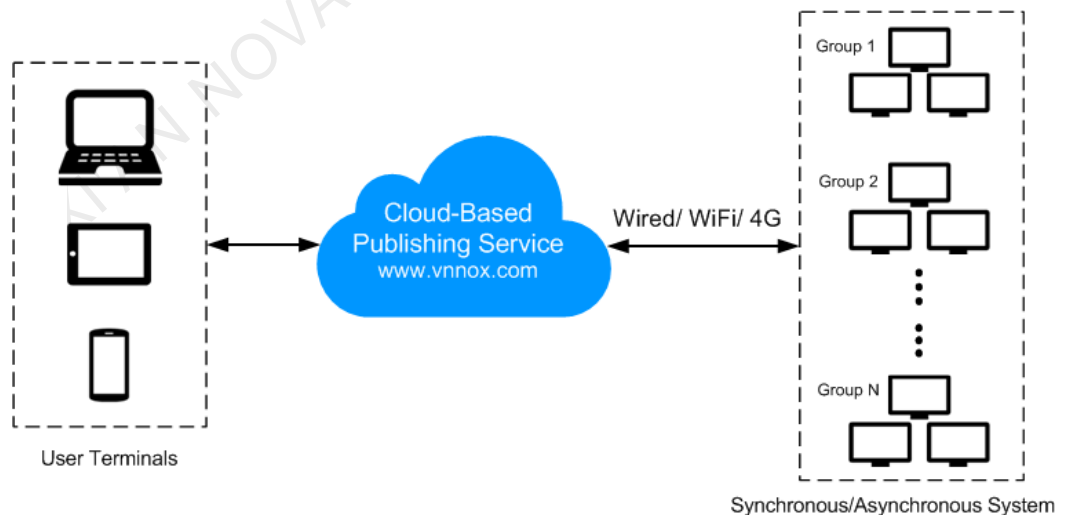 Group 1
Group 2
Cloud-Based
Publishing Service
www.vnnox.com
Wired/ WiFi/ 4G
Group N
User Terminals
Synchronous/Asynchronous System